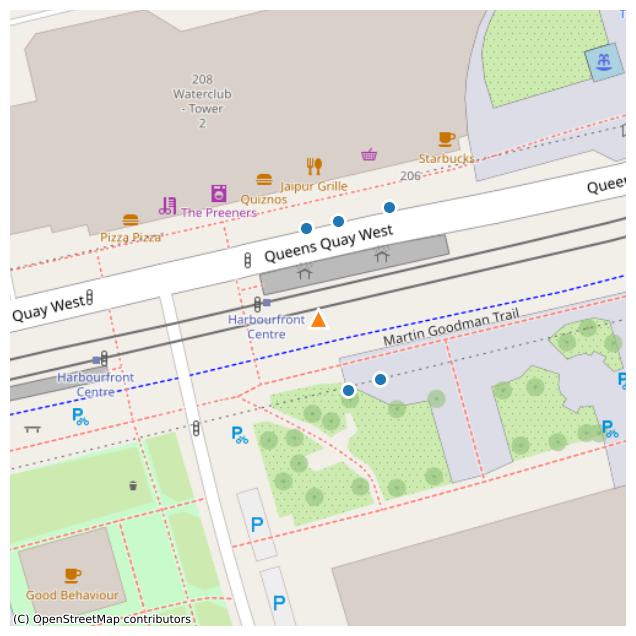 208
Waterclub
- Tower
2
Starbucks
206
Jaipur Grille
Quiznos
The Preeners
Pizza Pizza
Queens Quay West
Quay West
Harbourfront
Centre
Martin Goodman Trail
Harbourfront
Centre
P
P
P
P
P
P
Good Behaviour
(C) OpenStreetMap contributors